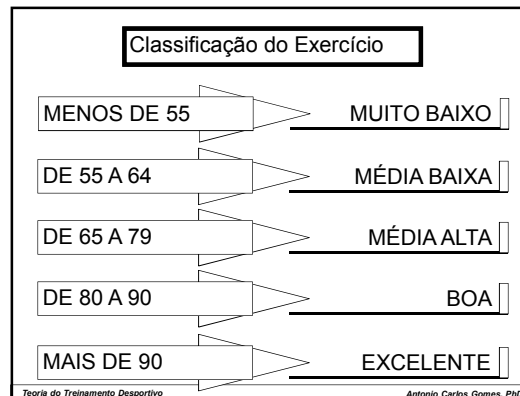 Classificação do Exercício
MENOS DE 55 MUITO BAIXO
DE 55 A 64 MÉDIA BAIXA
DE 65 A 79 MÉDIA ALTA
DE 80 A 90 BOA
MAIS DE 90 EXCELENTE
Teoria do Treinamento Desportivo Antonio Carlos Gomes, PhD